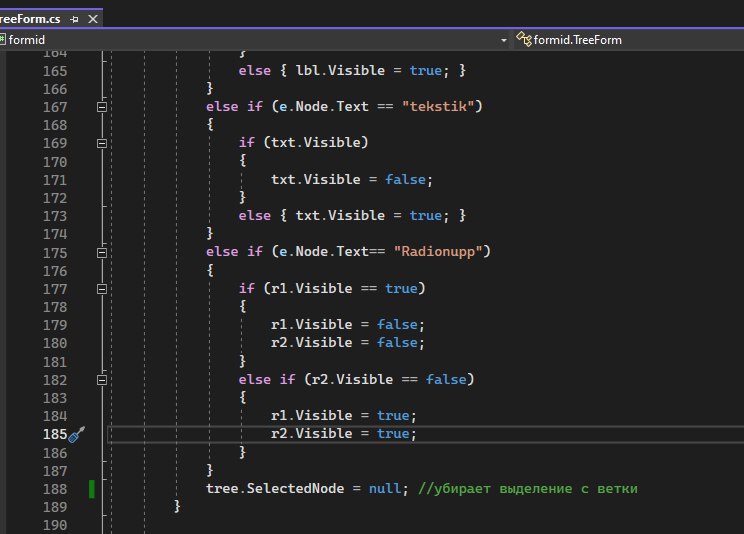 reeForm.cs
formid formid.TreeForm
164 }
165 else { lbl.Visible = true; }
166 }
167 else if (e.Node.Text == "tekstik")
168 {
169 if (txt.Visible)
170 {
171 txt.Visible = false;
172 }
173 else { txt.Visible = true; }
174 }
175 else if (e.Node.Text== "Radionupp")
176 {
177 if (r1.Visible == true)
178 {
179 r1.Visible = false;
180 r2.Visible = false;
181 }
182 else if (r2.Visible == false)
183 {
184 r1.Visible = true;
185 r2.Visible = true;
186 }
187 }
188 tree.SelectedNode = null; //убирает выделение с ветки
189 }
190